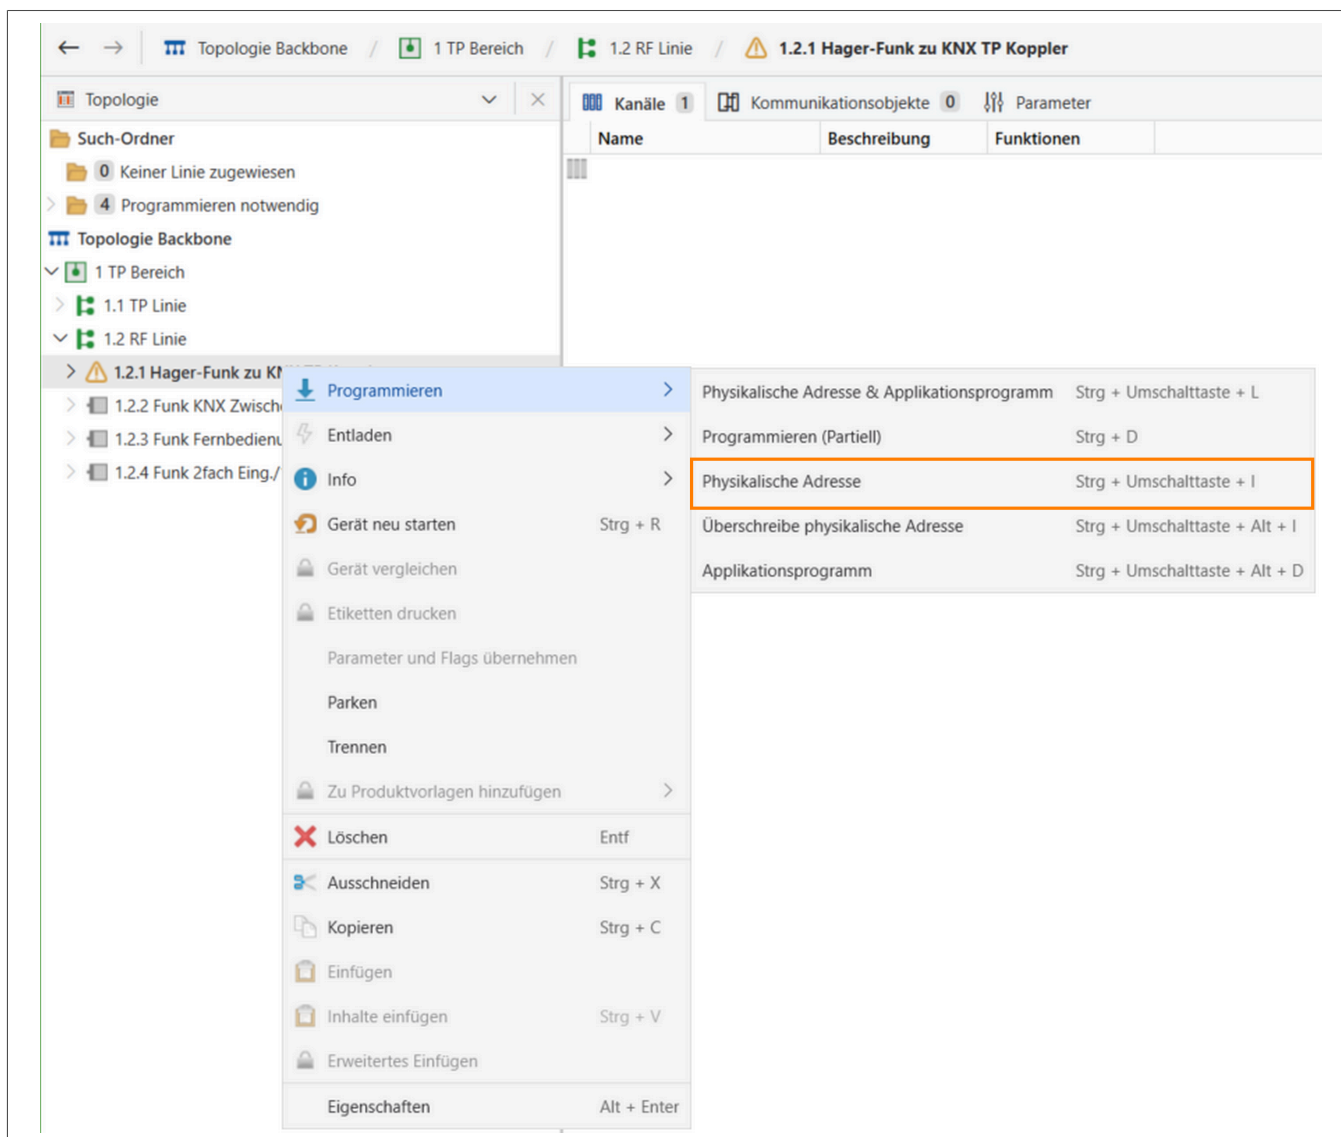 Topologie Backbone / 1 TP Bereich / 1.2 RF Linie / 1.2.1 Hager-Funk zu KNX TP Koppler
Topologie
Kanäle 1 Kommunikationsobjekte 0 Parameter
Name Beschreibung Funktionen
Such-Ordner
0 Keiner Linie zugewiesen
4 Programmieren notwendig
Topologie Backbone
1 TP Bereich
1.1 TP Linie
1.2 RF Linie
1.2.1 Hager-Funk zu
1.2.2 Funk KNX
1.2.3 Funk
1.2.4 Funk 2fach Eing./
Programmieren
Entladen
Info
Gerät neu starten Strg + R
Gerät vergleichen
Etiketten drucken
Parameter und Flags übernehmen
Parken
Trennen
Zu Produktvorlagen hinzufügen
Löschen Entf
Ausschneiden Strg + X
Kopieren Strg + C
Einfügen
Inhalte einfügen Strg + V
Erweitertes Einfügen
Eigenschaften Alt + Enter
Physikalische Adresse & Applikationsprogramm Strg + Umschalttaste + L
Programmieren (Partiell) Strg + D
Physikalische Adresse Strg + Umschalttaste + I
Überschreibe physikalische Adresse Strg + Umschalttaste + Alt + I
Applikationsprogramm Strg + Umschalttaste + Alt + D